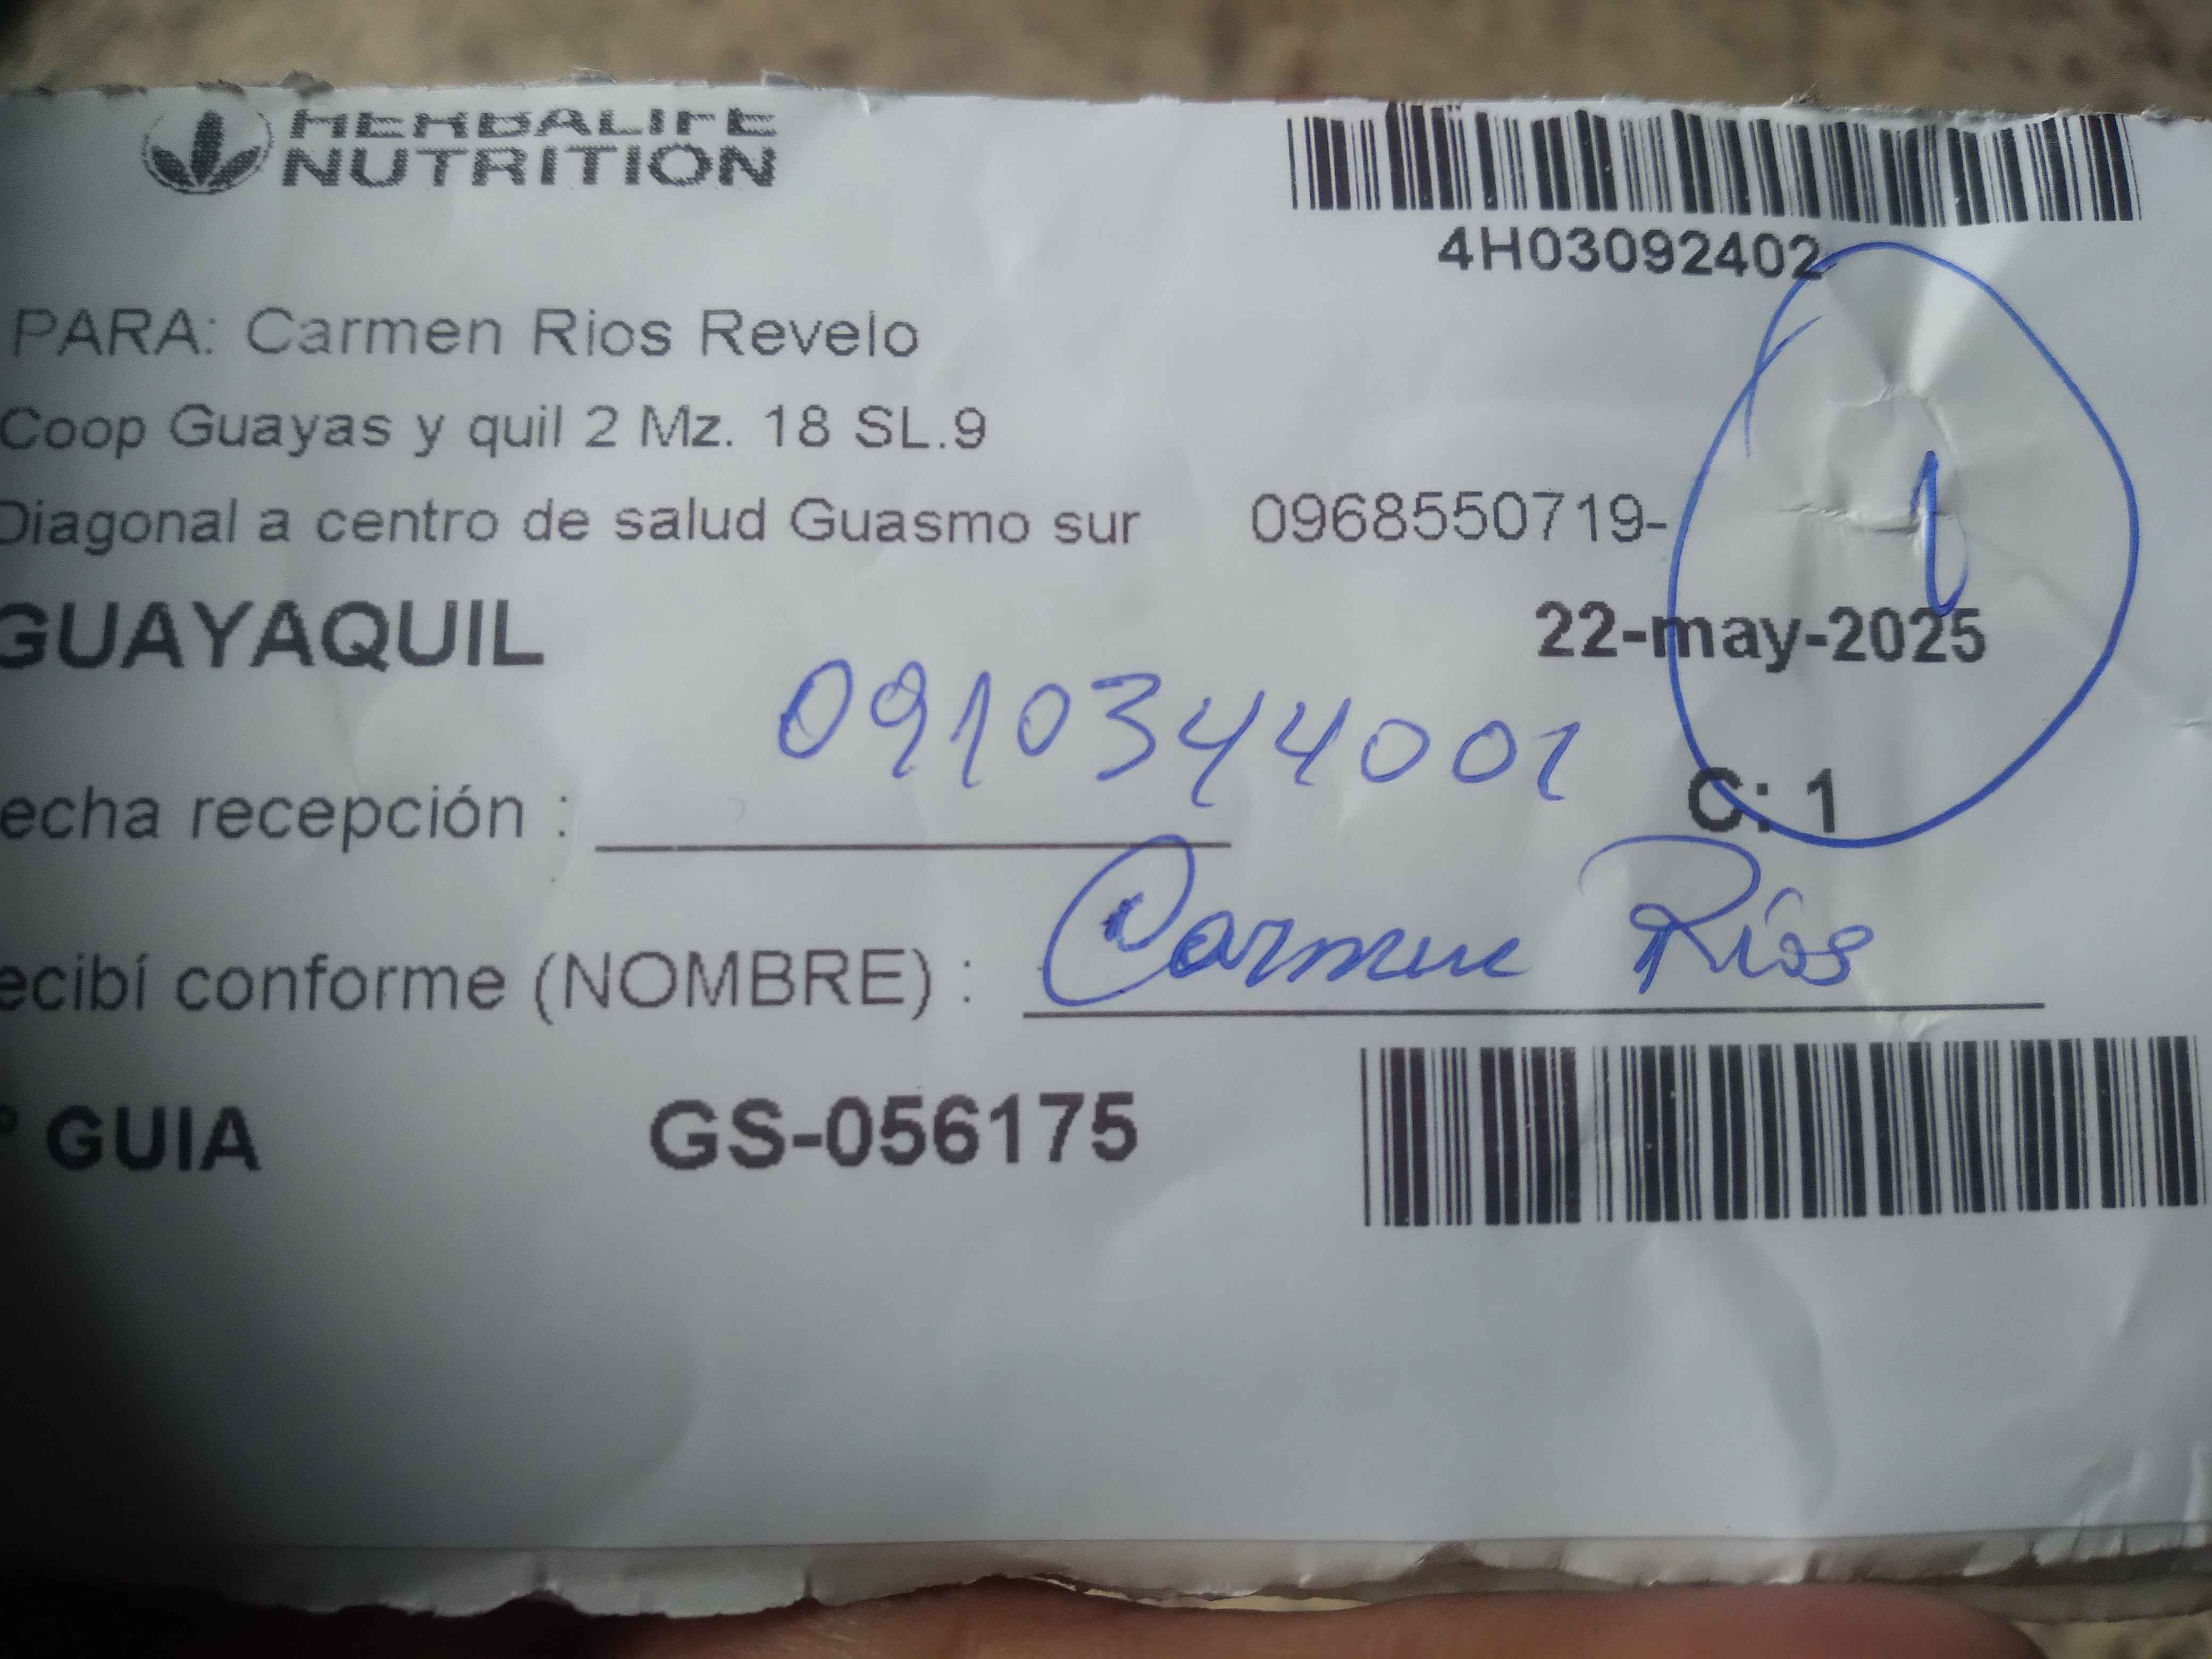 HERBALIFE
NUTRITION
4H03092402
PARA: Carmen Rios Revelo
Coop Guayas y quil 2 Mz. 18 SL.9
Diagonal a centro de salud Guasmo sur 0968550719-
1
GUAYAQUIL
22-may-2025
0910344001
echa recepción :
C: 1
ecibí conforme (NOMBRE) : Carmen Ríos
° GUIA GS-056175